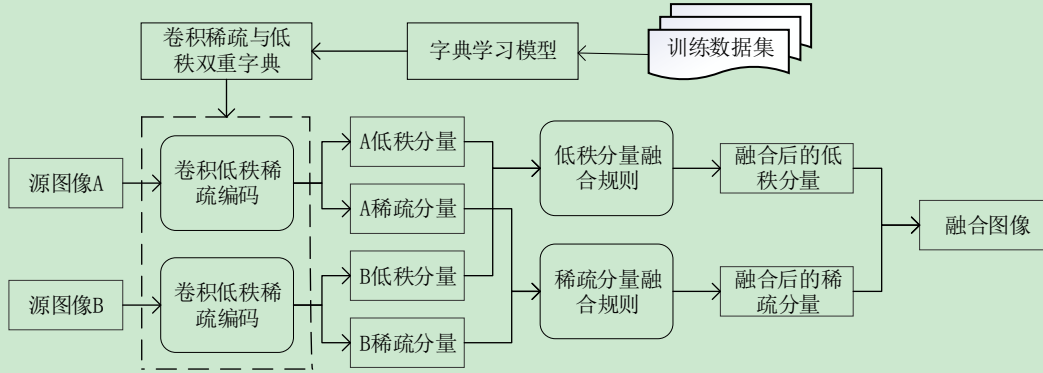 卷积稀疏与低
秩双重字典
字典学习模型
训练数据集
源图像A
卷积低秩稀
疏编码
A低秩分量
A稀疏分量
低秩分量融
合规则
融合后的低
秩分量
融合图像
源图像B
卷积低秩稀
疏编码
B低秩分量
B稀疏分量
稀疏分量融
合规则
融合后的稀
疏分量